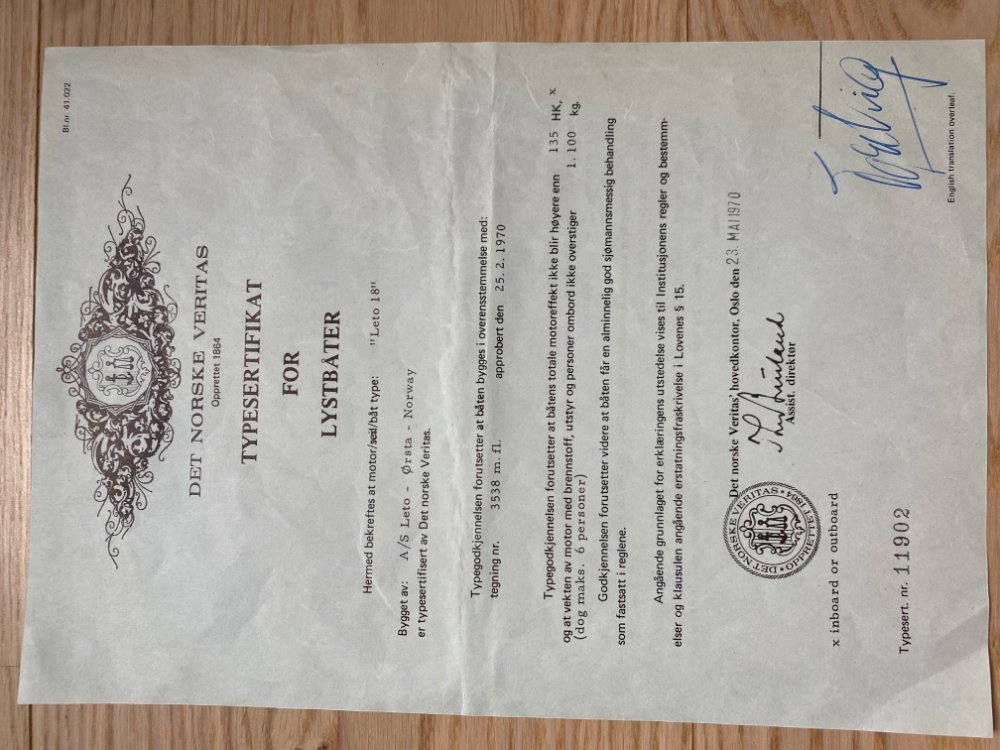 Bl.nr. 41.022
DET NORSKE VERITAS
Opprettet 1864
TYPESERTIFIKAT
FOR
LYSTBÅTER
Hermed bekreftes at motor/seil/båt type: "Leto 18"
Bygget av: A/S Leto - Ørsta - Norway
er typesertifisert av Det norske Veritas.
Typegodkjennelsen forutsetter at båten bygges i overensstemmelse med:
tegning nr. 3538 m. fl. approbert den 25.2.1970
Typegodkjennelsen forutsetter at båtens totale motoreffekt ikke blir høyere enn 135 HK, x
og at vekten av motor med brennstoff, utstyr og personer ombord ikke overstiger 1.100 kg.
(dog maks. 6 personer)
Godkjennelsen forutsetter videre at båten får en alminnelig god sjømannsmessig behandling
som fastsatt i reglene.
Angående grunnlaget for erklæringens utstedelse vises til Institusjonens regler og bestemm-
elser og klausulen angående erstatningsfraskrivelse i Lovenes § 15.
Det norske Veritas' hovedkontor, Oslo den 23. MAI 1970
DET NORSKE VERITAS • OPPRETTET 1864 •
Assist. direktor
x inboard or outboard
Typesert. nr. 11902
English translation overleaf.